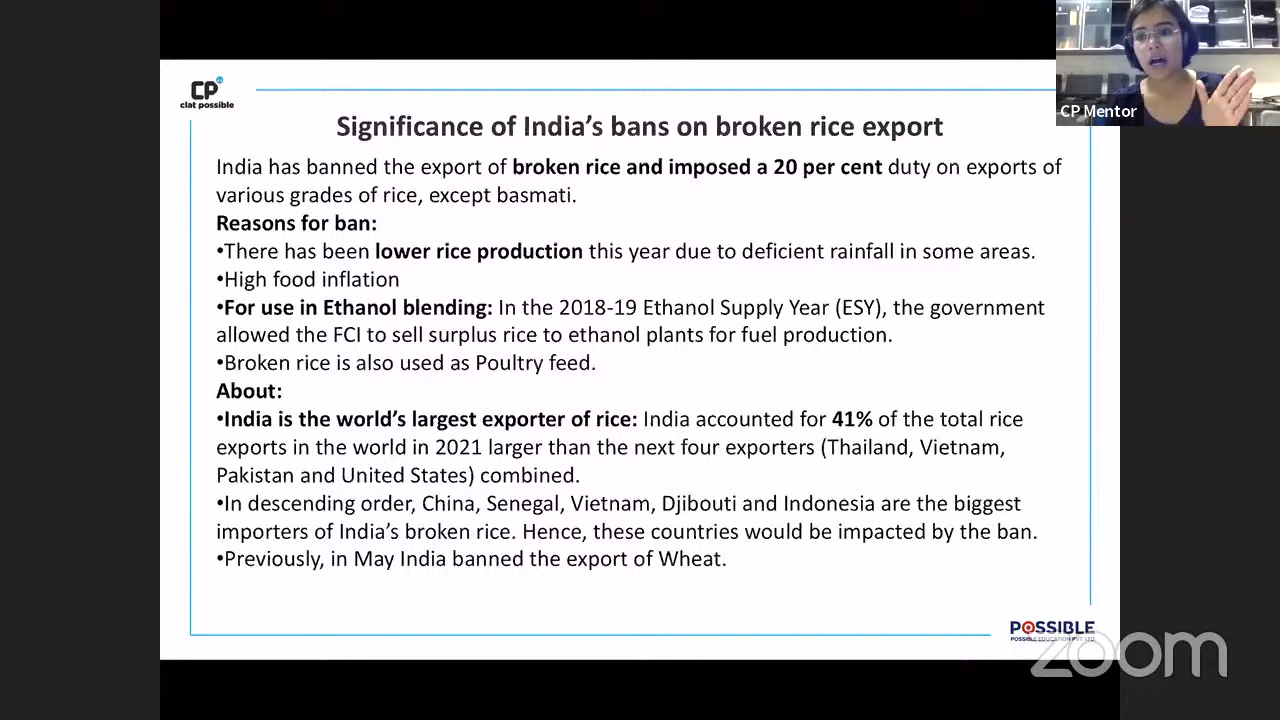 CP
clat possible
CP Mentor
Significance of India's bans on broken rice export
India has banned the export of broken rice and imposed a 20 per cent duty on exports of
various grades of rice, except basmati.
Reasons for ban:
•There has been lower rice production this year due to deficient rainfall in some areas.
•High food inflation
•For use in Ethanol blending: In the 2018-19 Ethanol Supply Year (ESY), the government
allowed the FCI to sell surplus rice to ethanol plants for fuel production.
•Broken rice is also used as Poultry feed.
About:
•India is the world's largest exporter of rice: India accounted for 41% of the total rice
exports in the world in 2021 larger than the next four exporters (Thailand, Vietnam,
Pakistan and United States) combined.
•In descending order, China, Senegal, Vietnam, Djibouti and Indonesia are the biggest
importers of India's broken rice. Hence, these countries would be impacted by the ban.
•Previously, in May India banned the export of Wheat.
POSSIBLE
POSSIBLE EDUCATION PVT. LTD.
zoom